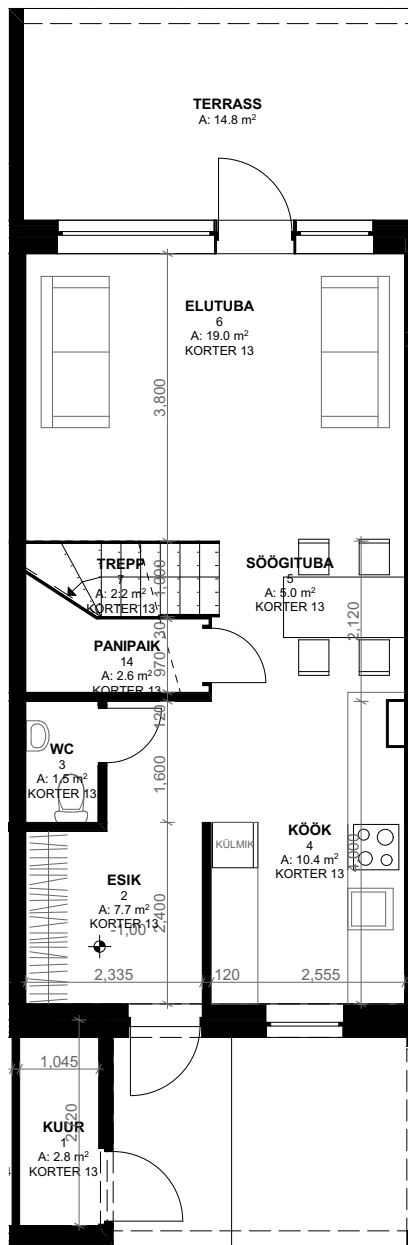 TERRASS
A: 14.8 m²
ELUTUBA
6
A: 19.0 m²
KORTER 13
3,800
TREPP
7
A: 2.2 m²
KORTER 13
1,000
SÖÖGITUBA
5
A: 5.0 m²
KORTER 13
2,120
130
PANIPAIK
14
A: 2.6 m²
KORTER 13
970
120
WC
3
A: 1.5 m²
KORTER 13
1,600
KÜLMIK
KÖÖK
4
A: 10.4 m²
KORTER 13
4,000
ESIK
2
A: 7.7 m²
KORTER 13
-1,00
2,400
2,335
120
2,555
1,045
KUUR
1
A: 2.8 m²
KORTER 13